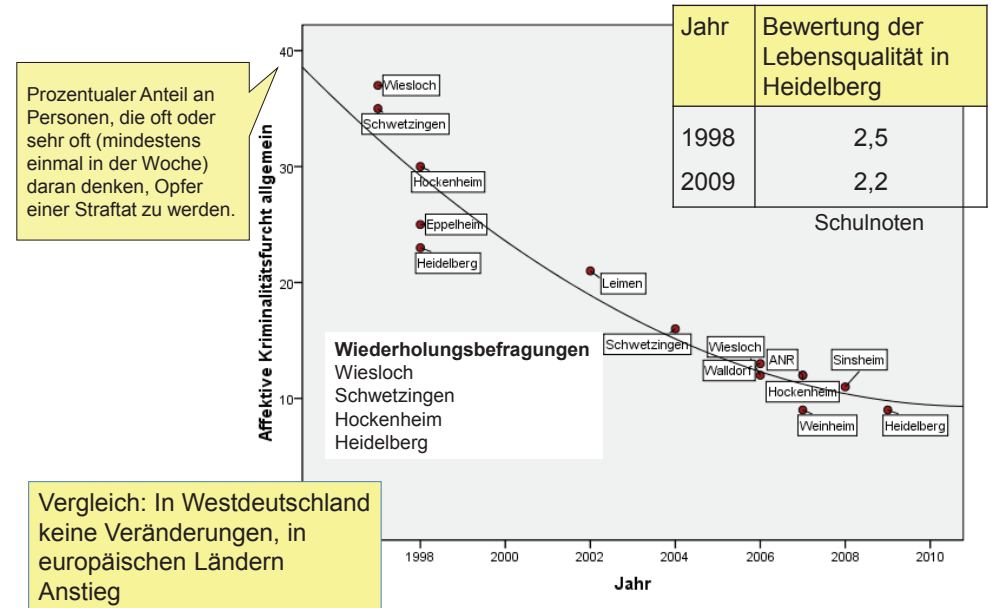 Jahr
Bewertung der
Lebensqualität in
Heidelberg
1998
2,5
2009
2,2
Schulnoten
Prozentualer Anteil an
Personen, die oft oder
sehr oft (mindestens
einmal in der Woche)
daran denken, Opfer
einer Straftat zu werden.
Affektive Kriminalitätsfurcht allgemein
40
30
20
10
Wiesloch
Schwetzingen
Hockenheim
Eppelheim
Heidelberg
Leimen
Schwetzingen
Wiesloch
Walldorf
ANR
Hockenheim
Sinsheim
Weinheim
Heidelberg
Wiederholungsbefragungen
Wiesloch
Schwetzingen
Hockenheim
Heidelberg
Vergleich: In Westdeutschland
keine Veränderungen, in
europäischen Ländern
Anstieg
1998
2000
2002
2004
2006
2008
2010
Jahr